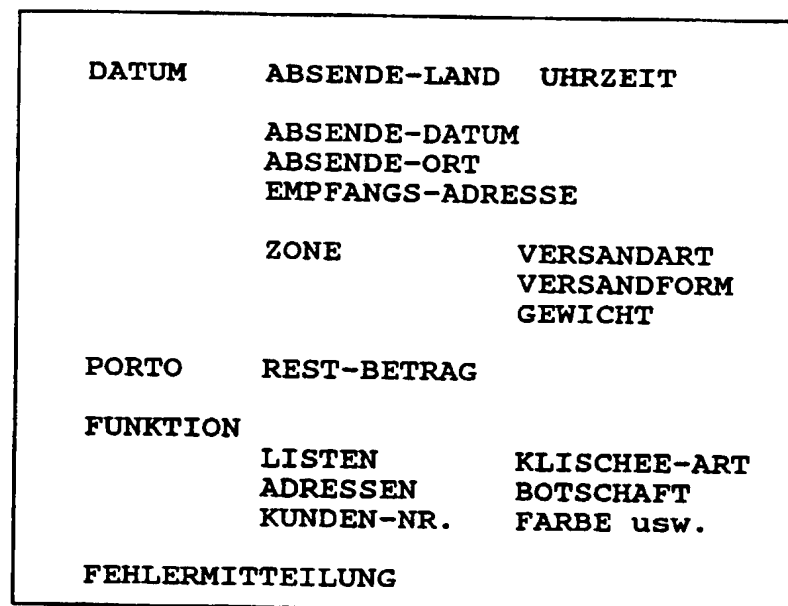 DATUM ABSENDE-LAND UHRZEIT
ABSENDE-DATUM
ABSENDE-ORT
EMPFANGS-ADRESSE
ZONE VERSANDART
VERSANDFORM
GEWICHT
PORTO REST-BETRAG
FUNKTION
LISTEN KLISCHEE-ART
ADRESSEN BOTSCHAFT
KUNDEN-NR. FARBE usw.
FEHLERMITTEILUNG